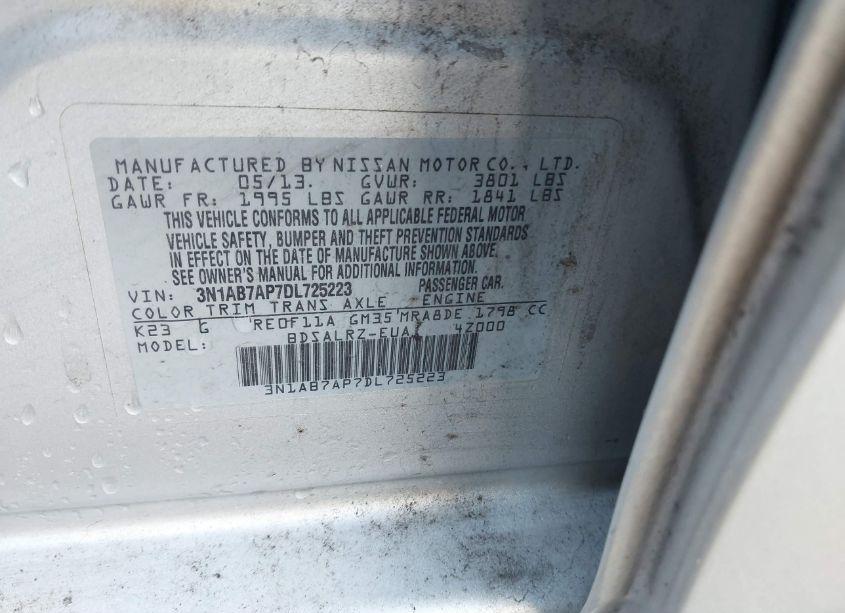 MANUFACTURED BY NISSAN MOTOR CO., LTD.
DATE: 05/13. GVWR: 3801 LBS
GAWR FR: 1995 LBS GAWR RR: 1841 LBS
THIS VEHICLE CONFORMS TO ALL APPLICABLE FEDERAL MOTOR
VEHICLE SAFETY, BUMPER AND THEFT PREVENTION STANDARDS
IN EFFECT ON THE DATE OF MANUFACTURE SHOWN ABOVE.
SEE OWNER'S MANUAL FOR ADDITIONAL INFORMATION.
VIN: 3N1AB7AP7DL725223 PASSENGER CAR.
COLOR TRIM TRANS AXLE ENGINE
K23 G RE0F11A GM35 MRA8DE 1798 CC
MODEL: BDSALRZ-EUA 4Z000
3N1AB7AP7DL725223